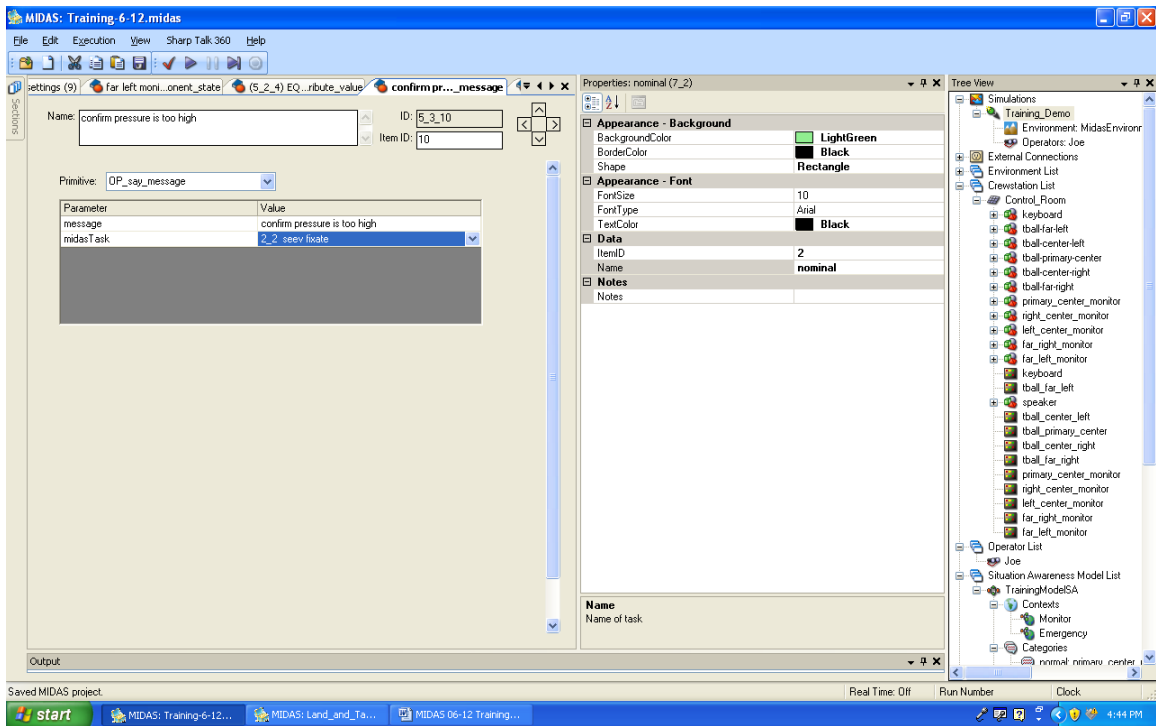 MIDAS: Training-6-12.midas
File Edit Execution View Sharp Talk 360 Help
Sections
settings (9) far left moni...onent_state (5_2_4) EQ...ribute_value confirm pr..._message
Name: confirm pressure is too high
ID: 5_3_10
Item ID: 10
Primitive: OP_say_message
Parameter Value
message confirm pressure is too high
midasTask 2_2 seev fixate
Properties: nominal (7_2)
Appearance - Background
BackgroundColor LightGreen
BorderColor Black
Shape Rectangle
Appearance - Font
FontSize 10
FontType Arial
TextColor Black
Data
ItemID 2
Name nominal
Notes
Notes
Name
Name of task
Tree View
Simulations
Training_Demo
Environment: MidasEnvironr
Operators: Joe
External Connections
Environment List
Crewstation List
Control_Room
keyboard
tball-far-left
tball-center-left
tball-primary-center
tball-center-right
tball-far-right
primary_center_monitor
right_center_monitor
left_center_monitor
far_right_monitor
far_left_monitor
keyboard
tball_far_left
speaker
tball_center_left
tball_primary_center
tball_center_right
tball_far_right
primary_center_monitor
right_center_monitor
left_center_monitor
far_right_monitor
far_left_monitor
Operator List
Joe
Situation Awareness Model List
TrainingModelSA
Contexts
Monitor
Emergency
Categories
normal: primary_center_
Output
Saved MIDAS project.
Real Time: Off Run Number Clock
start MIDAS: Training-6-12... MIDAS: Land_and_Ta... MIDAS 06-12 Training... 4:44 PM